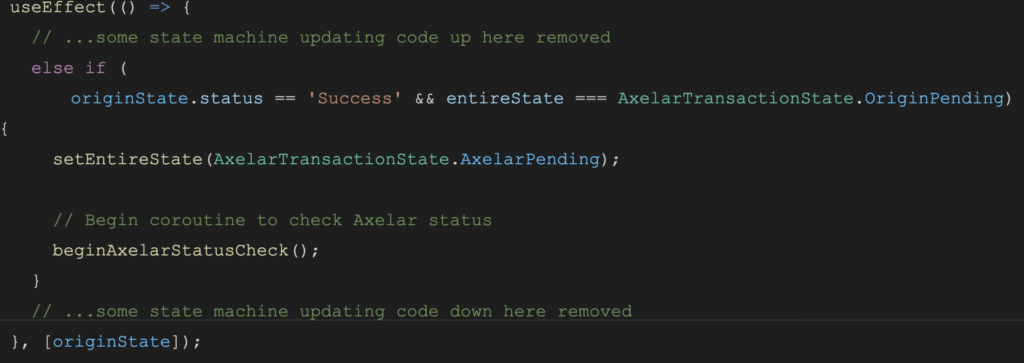 useEffect(() => {
// ...some state machine updating code up here removed
else if (
originState.status == 'Success' && entireState === AxelarTransactionState.OriginPending)
{
setEntireState(AxelarTransactionState.AxelarPending);
// Begin coroutine to check Axelar status
beginAxelarStatusCheck();
}
// ...some state machine updating code down here removed
}, [originState]);